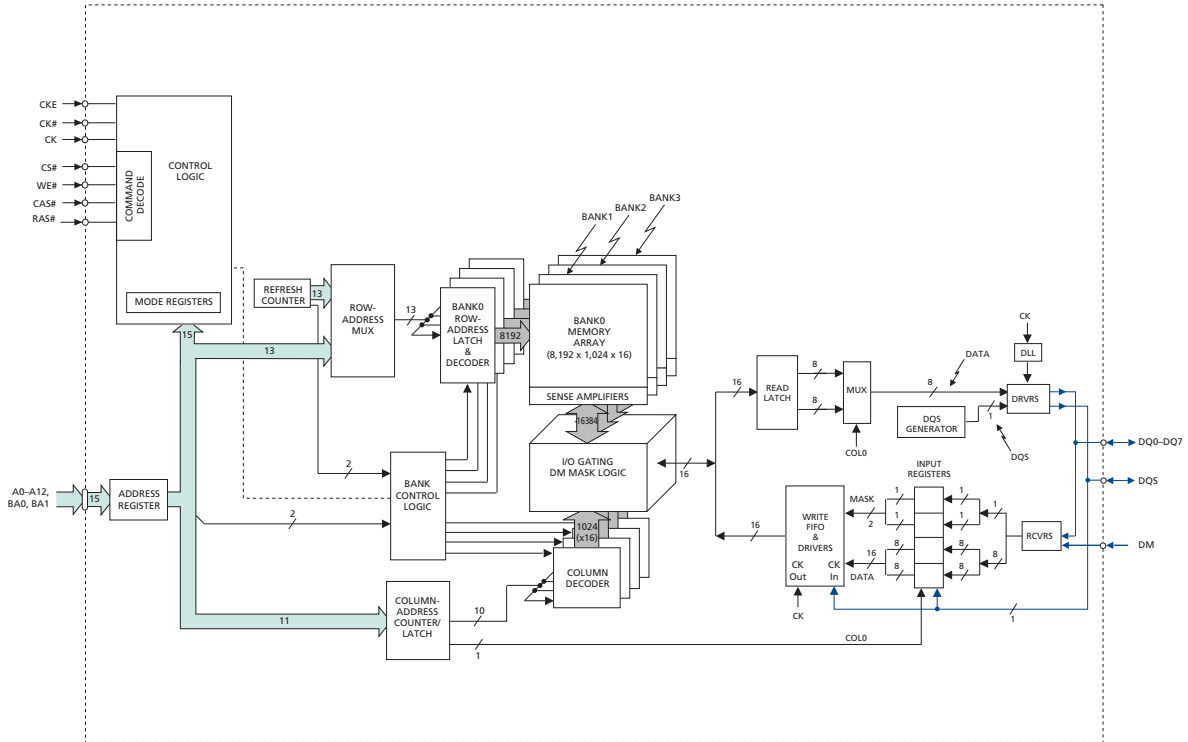 CKE
CK#
CK
CS#
WE#
CAS#
RAS#
COMMAND
DECODE
CONTROL
LOGIC
MODE REGISTERS
15
REFRESH
COUNTER
13
13
ROW-
ADDRESS
MUX
13
BANK0
ROW-
ADDRESS
LATCH
&
DECODER
8192
BANK1
BANK2
BANK3
BANK0
MEMORY
ARRAY
(8,192 x 1,024 x 16)
SENSE AMPLIFIERS
16384
I/O GATING
DM MASK LOGIC
16
A0–A12,
BA0, BA1
15
ADDRESS
REGISTER
2
2
BANK
CONTROL
LOGIC
1024
(x16)
COLUMN
DECODER
11
COLUMN-
ADDRESS
COUNTER/
LATCH
10
1
COL0
16
READ
LATCH
8
8
MUX
COL0
8
DATA
CK
DLL
DRVRS
DQS
GENERATOR
1
DQS
DQ0–DQ7
DQS
DM
INPUT
REGISTERS
16
WRITE
FIFO
&
DRIVERS
CK
Out
CK
In
CK
MASK
2
16
DATA
1
1
8
8
1
1
8
8
1
8
RCVRS
1